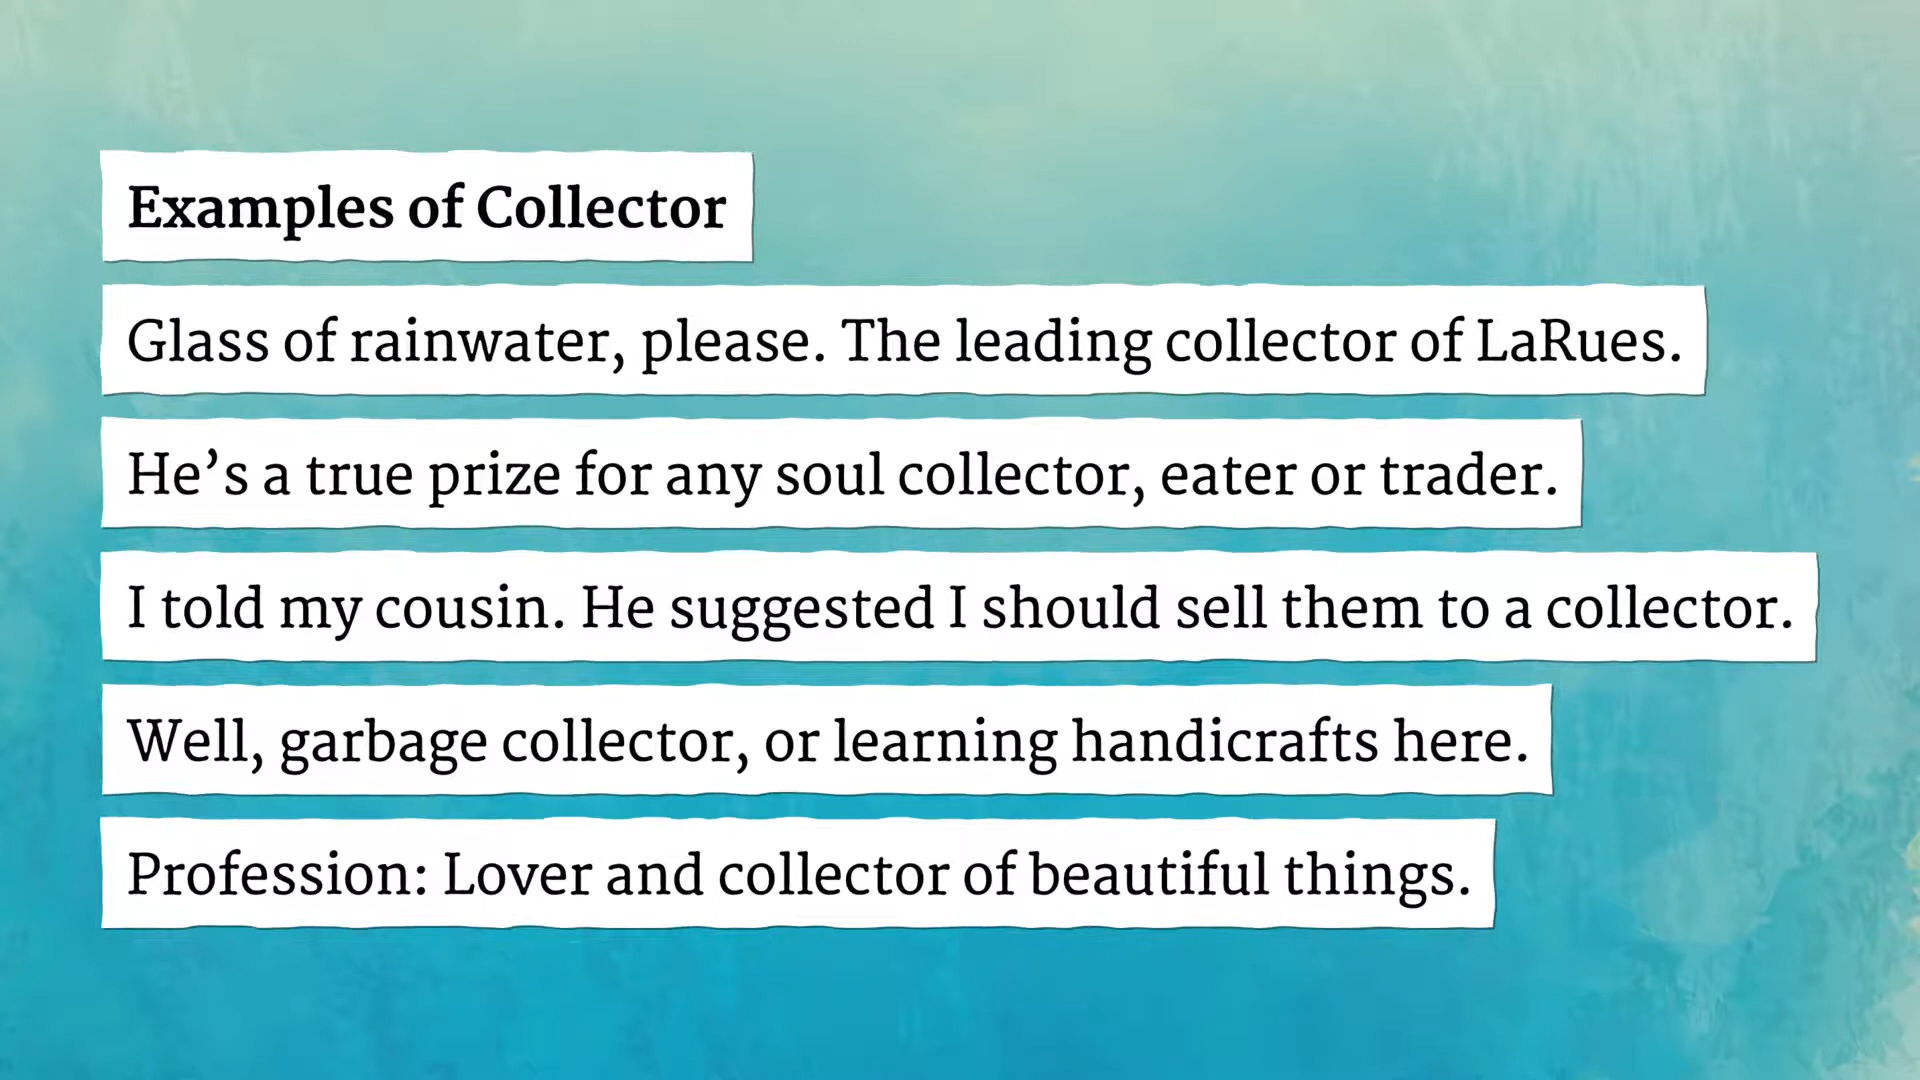 Examples of Collector
Glass of rainwater, please. The leading collector of LaRues.
He’s a true prize for any soul collector, eater or trader.
I told my cousin. He suggested I should sell them to a collector.
Well, garbage collector, or learning handicrafts here.
Profession: Lover and collector of beautiful things.